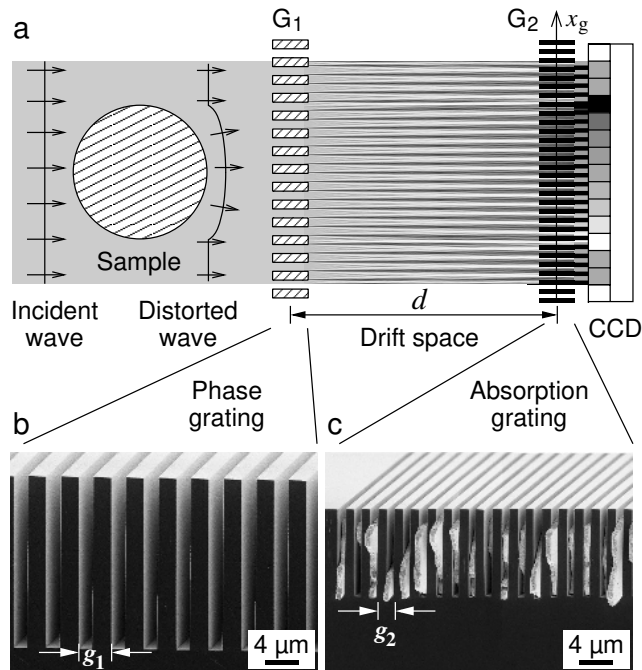 a
G1
G2
xg
Sample
Incident
wave
Distorted
wave
d
Drift space
CCD
Phase
grating
Absorption
grating
b
g1
4 μm
c
g2
4 μm